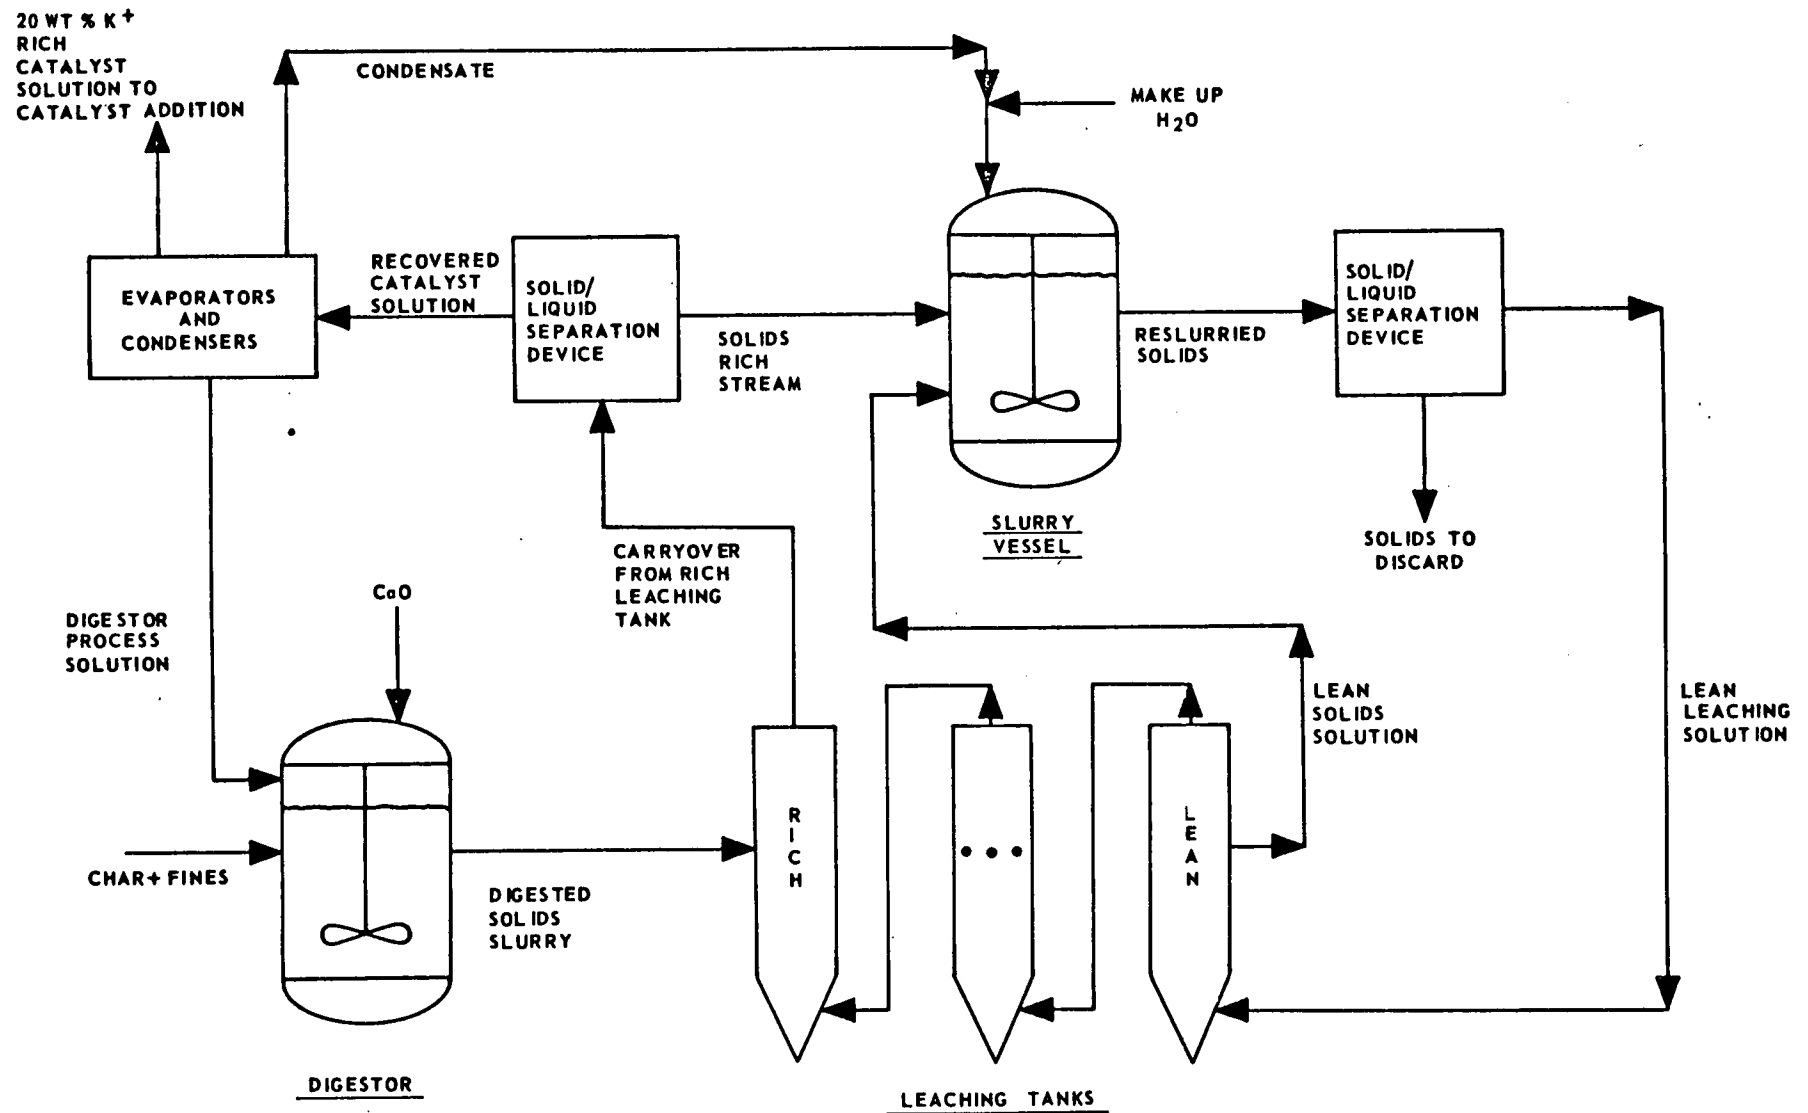 20 WT % K+
RICH
CATALYST
SOLUTION TO
CATALYST ADDITION
CONDENSATE
MAKE UP
H2O
EVAPORATORS
AND
CONDENSERS
RECOVERED
CATALYST
SOLUTION
SOLID/
LIQUID
SEPARATION
DEVICE
SOLIDS
RICH
STREAM
RESLURRIED
SOLIDS
SOLID/
LIQUID
SEPARATION
DEVICE
SLURRY
VESSEL
SOLIDS TO
DISCARD
CARRYOVER
FROM RICH
LEACHING
TANK
CaO
DIGESTOR
PROCESS
SOLUTION
LEAN
SOLIDS
SOLUTION
LEAN
LEACHING
SOLUTION
CHAR+ FINES
DIGESTED
SOLIDS
SLURRY
RICH
LEAN
DIGESTOR
LEACHING TANKS